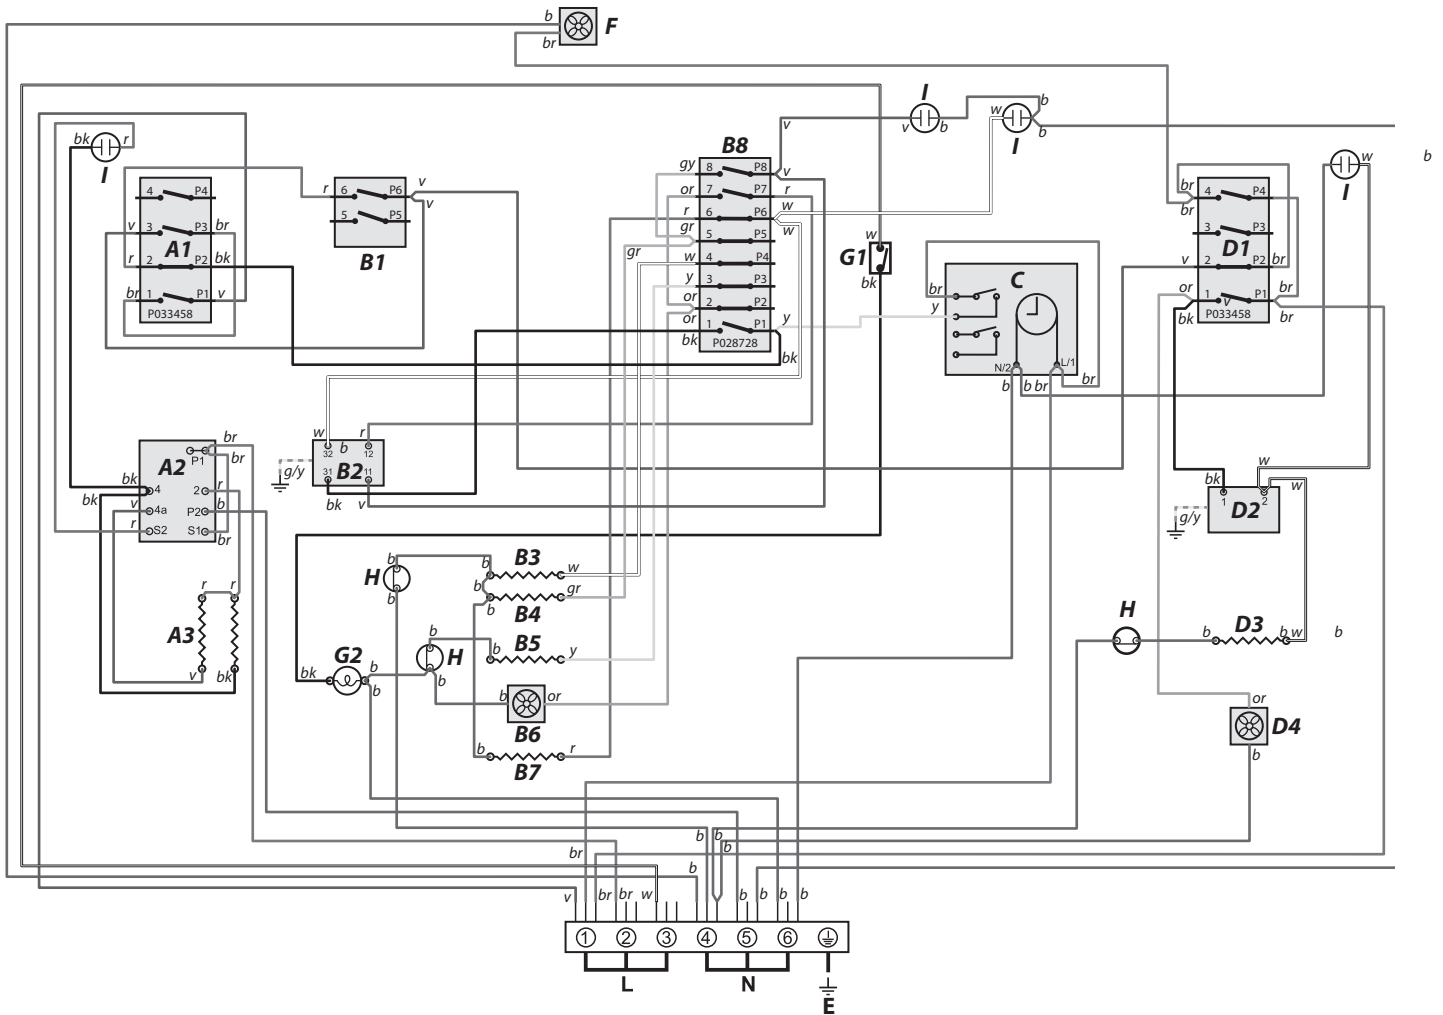 b
F
br
I
w
b
v
b
b
bk
r
I
v
I
w
b
B8
I
gy
8
P8
v
4
P4
r
6
P6
v
or
7
P7
r
br
4
P4
v
w
br
v
3
P3
br
5
P5
r
6
P6
w
3
P3
A1
B1
gr
5
P5
w
G1
D1
r
2
P2
bk
gr
w
4
P4
bk
C
v
2
P2
br
y
3
P3
br
1
P1
v
or
2
P2
y
br
or
1
v
P1
br
P033458
or
1
P1
y
bk
P033458
br
bk
P028728
bk
N/2
L/1
b
b
br
br
w
b
r
br
32
12
P1
br
A2
g/y
B2
w
bk
4
2
r
31
11
bk
w
bk
1
2
v
4a
P2
b
bk
v
g/y
D2
r
S2
S1
br
b
b
B3
w
H
b
r
r
b
b
B4
gr
A3
b
B5
y
H
b
D3
b
w
b
H
b
v
bk
G2
bk
b
b
b
b
B6
or
or
D4
b
b
B7
r
b
b
b
br
b
v
br
br
w
b
b
b
b
1
2
3
4
5
6
L
N
E